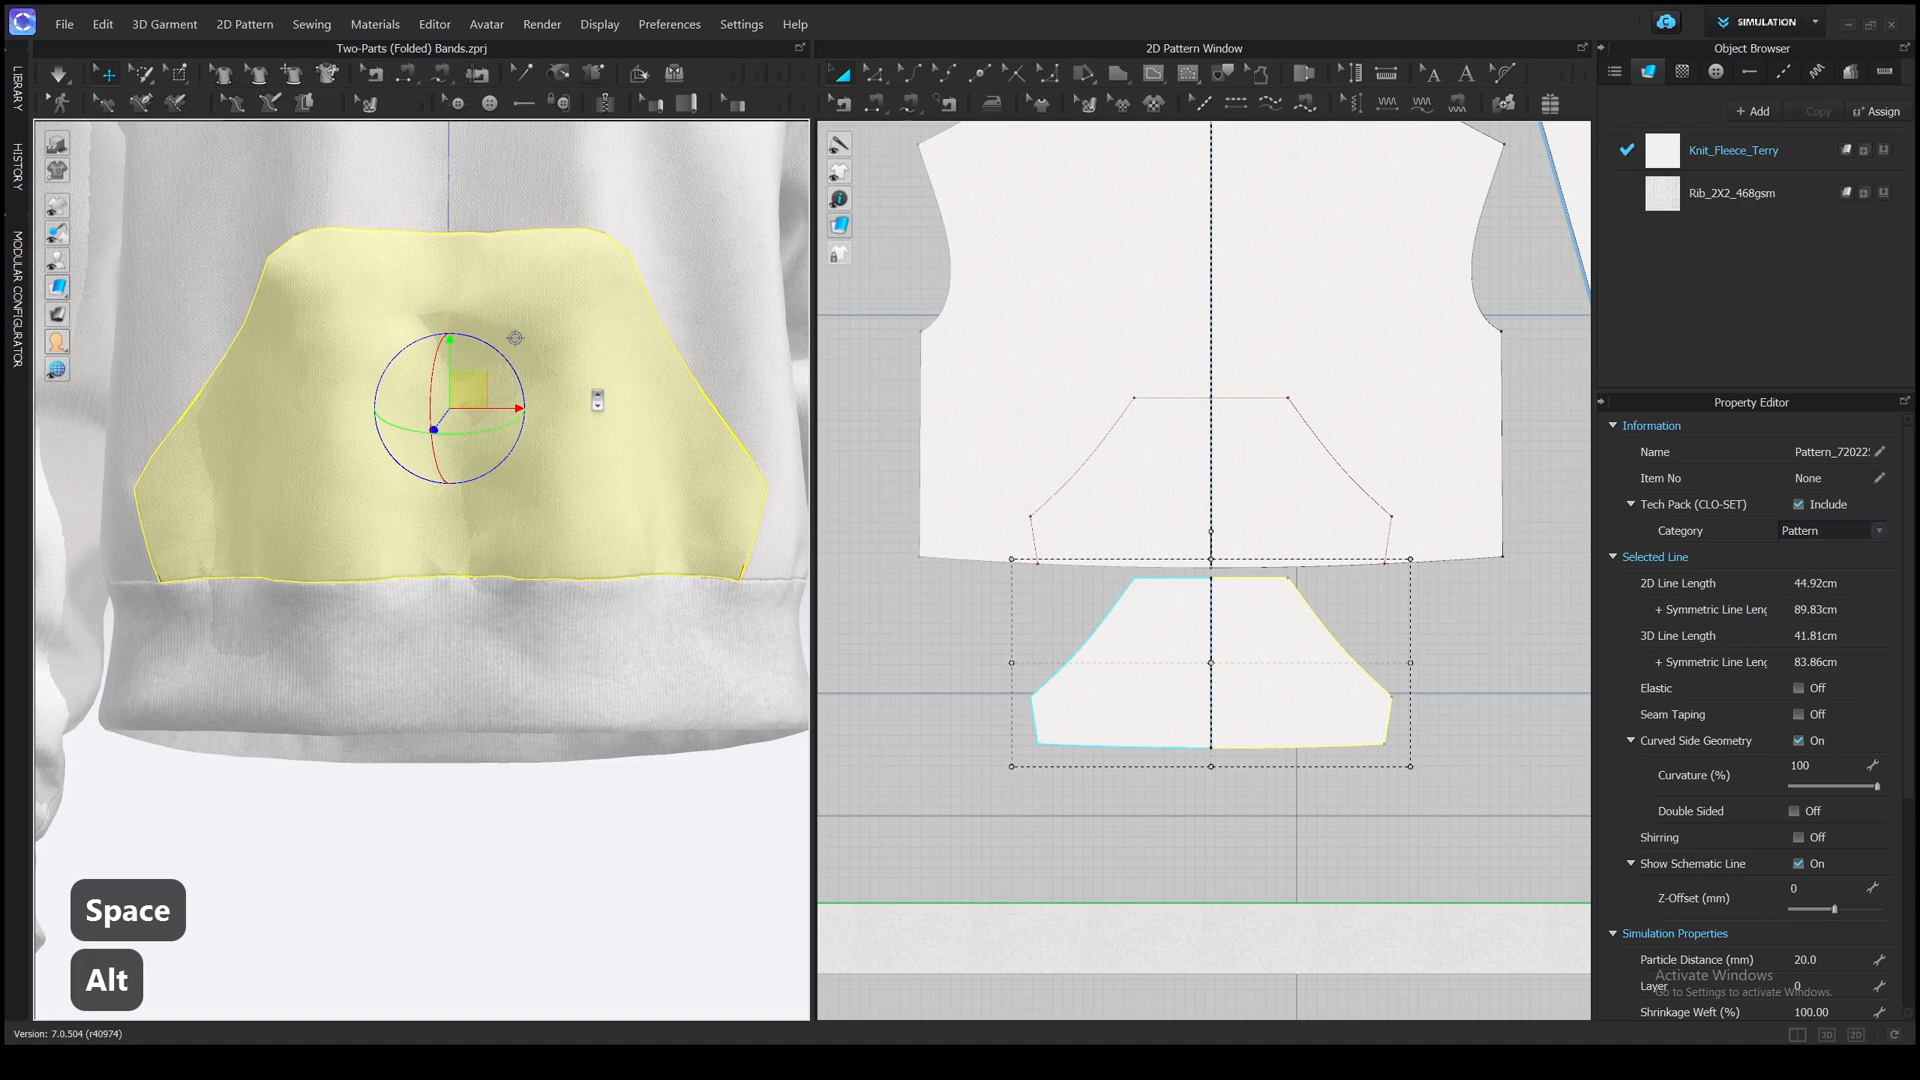 File Edit 3D Garment 2D Pattern Sewing Materials Editor Avatar Render Display Preferences Settings Help
SIMULATION
Two-Parts (Folded) Bands.zprj
2D Pattern Window
Object Browser
LIBRARY
HISTORY
MODULAR CONFIGURATOR
+ Add Copy Assign
Knit_Fleece_Terry
Rib_2X2_468gsm
Property Editor
Information
Name Pattern_72022
Item No None
Tech Pack (CLO-SET) Include
Category Pattern
Selected Line
2D Line Length 44.92cm
+ Symmetric Line Leng 89.83cm
3D Line Length 41.81cm
+ Symmetric Line Leng 83.86cm
Elastic Off
Seam Taping Off
Curved Side Geometry On
Curvature (%) 100
Double Sided Off
Shirring Off
Show Schematic Line On
Z-Offset (mm) 0
Simulation Properties
Particle Distance (mm) 20.0
Activate Windows
Layer 0
Go to Settings to activate Windows.
Shrinkage Weft (%) 100.00
Space
Alt
Version: 7.0.504 (r40974)
3D 2D